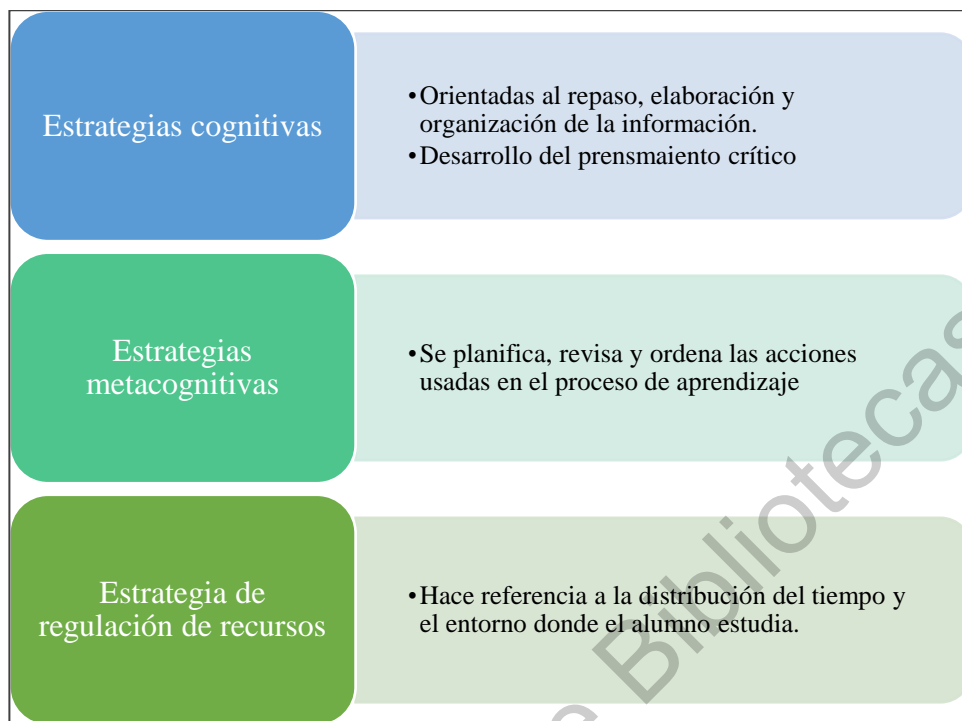 Estrategias cognitivas
•Orientadas al repaso, elaboración y
organización de la información.
•Desarrollo del prensmaiento crítico
Estrategias
metacognitivas
•Se planifica, revisa y ordena las acciones
usadas en el proceso de aprendizaje
Estrategia de
regulación de recursos
•Hace referencia a la distribución del tiempo y
el entorno donde el alumno estudia.
e Bibliotecas